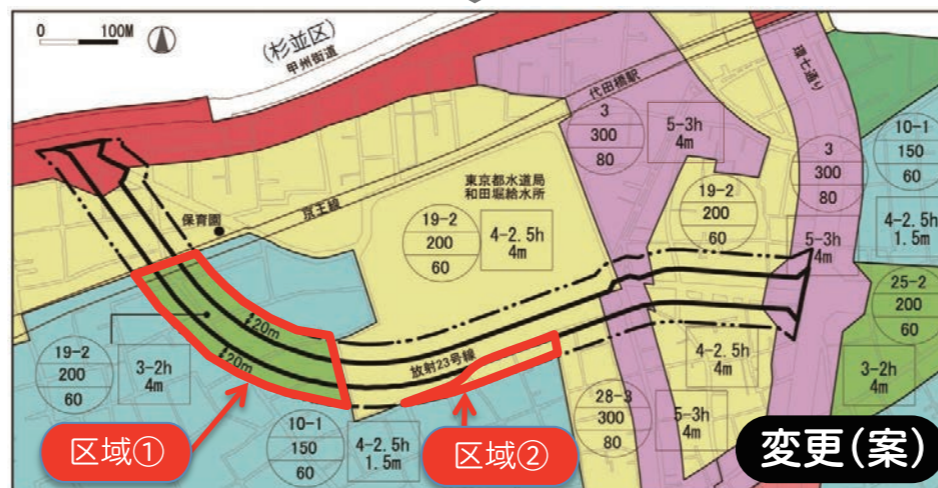 0 100M
(杉並区)
甲州街道
代田橋駅
環七通り
3
300
80
5-3h
4m
10-1
150
60
3
300
80
19-2
200
60
4-2.5h
1.5m
東京都水道局
和田堀給水所
京王線
保育園
19-2
200
60
4-2.5h
4m
5-3h
4m
25-2
200
60
↕20m
↕20m
放射23号線
4-2.5h
4m
19-2
200
60
3-2h
4m
3-2h
4m
28-3
300
80
5-3h
4m
10-1
150
60
4-2.5h
1.5m
区域①
区域②
変更(案)